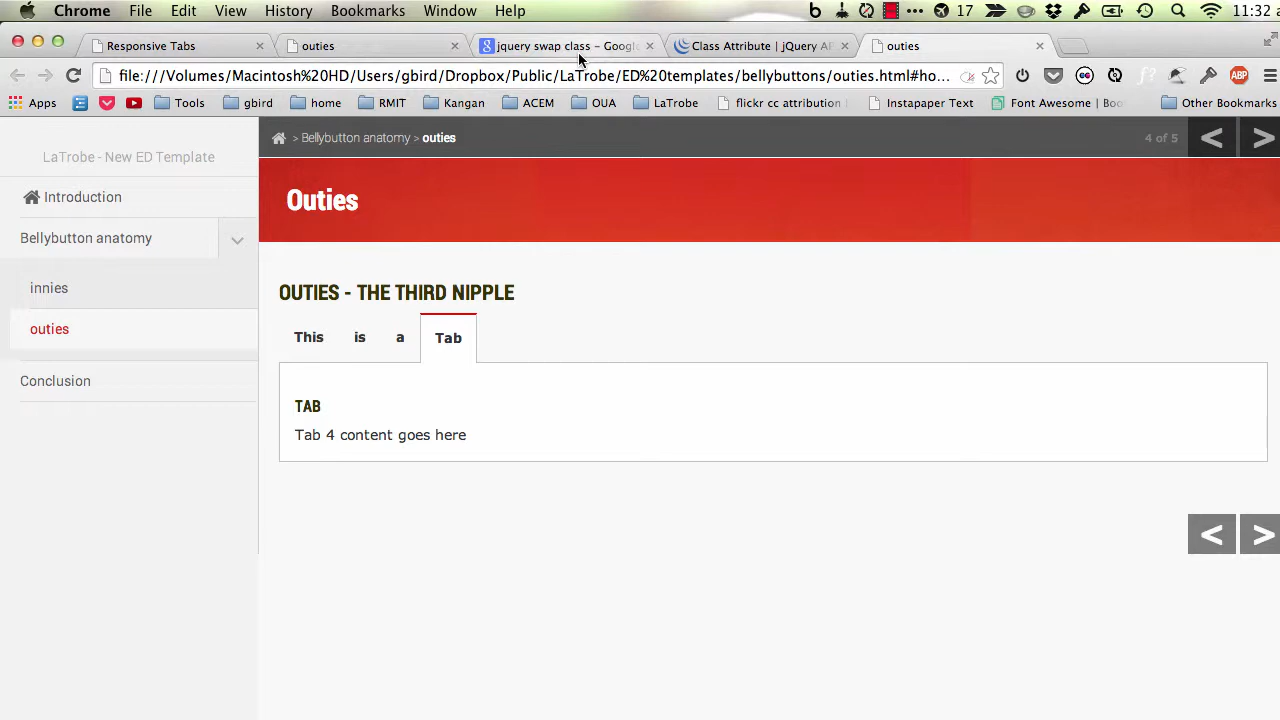 Chrome File Edit View History Bookmarks Window Help 17 11:32
Responsive Tabs outies jquery swap class – Google Class Attribute | jQuery AP outies
file:///Volumes/Macintosh%20HD/Users/gbird/Dropbox/Public/LaTrobe/ED%20templates/bellybuttons/outies.html#ho... ABP
Apps Tools gbird home RMIT Kangan ACEM OUA LaTrobe flickr cc attribution Instapaper Text Font Awesome | Boo Other Bookmarks
> Bellybutton anatomy > outies 4 of 5 < >
LaTrobe - New ED Template
Introduction
Outies
Bellybutton anatomy
innies
OUTIES - THE THIRD NIPPLE
outies
This is a Tab
Conclusion
TAB
Tab 4 content goes here
< >